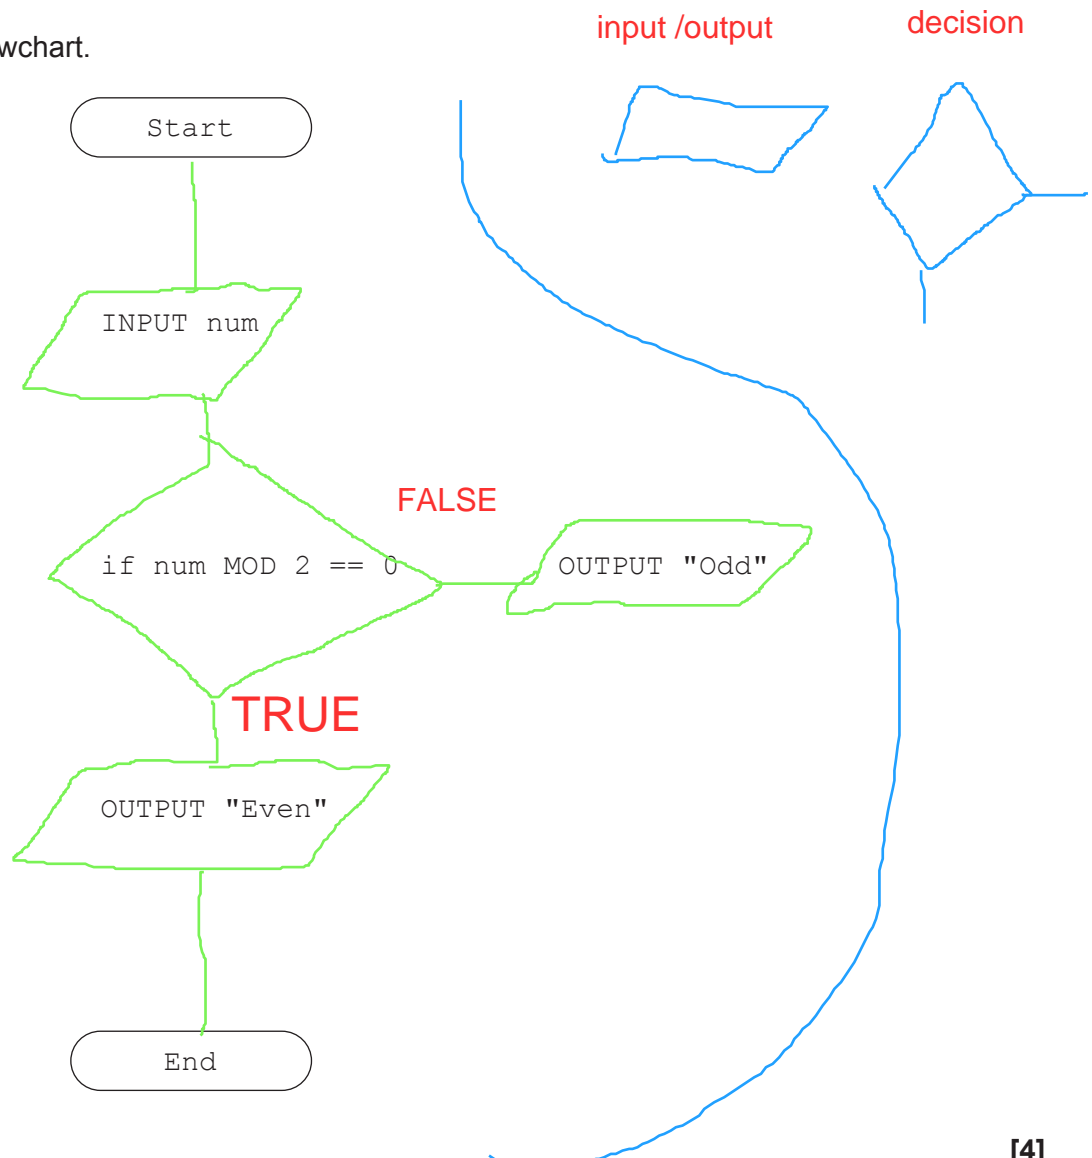 input /output
decision
wchart.
Start
INPUT num
FALSE
if num MOD 2 == 0
OUTPUT "Odd"
TRUE
OUTPUT "Even"
End
[4]